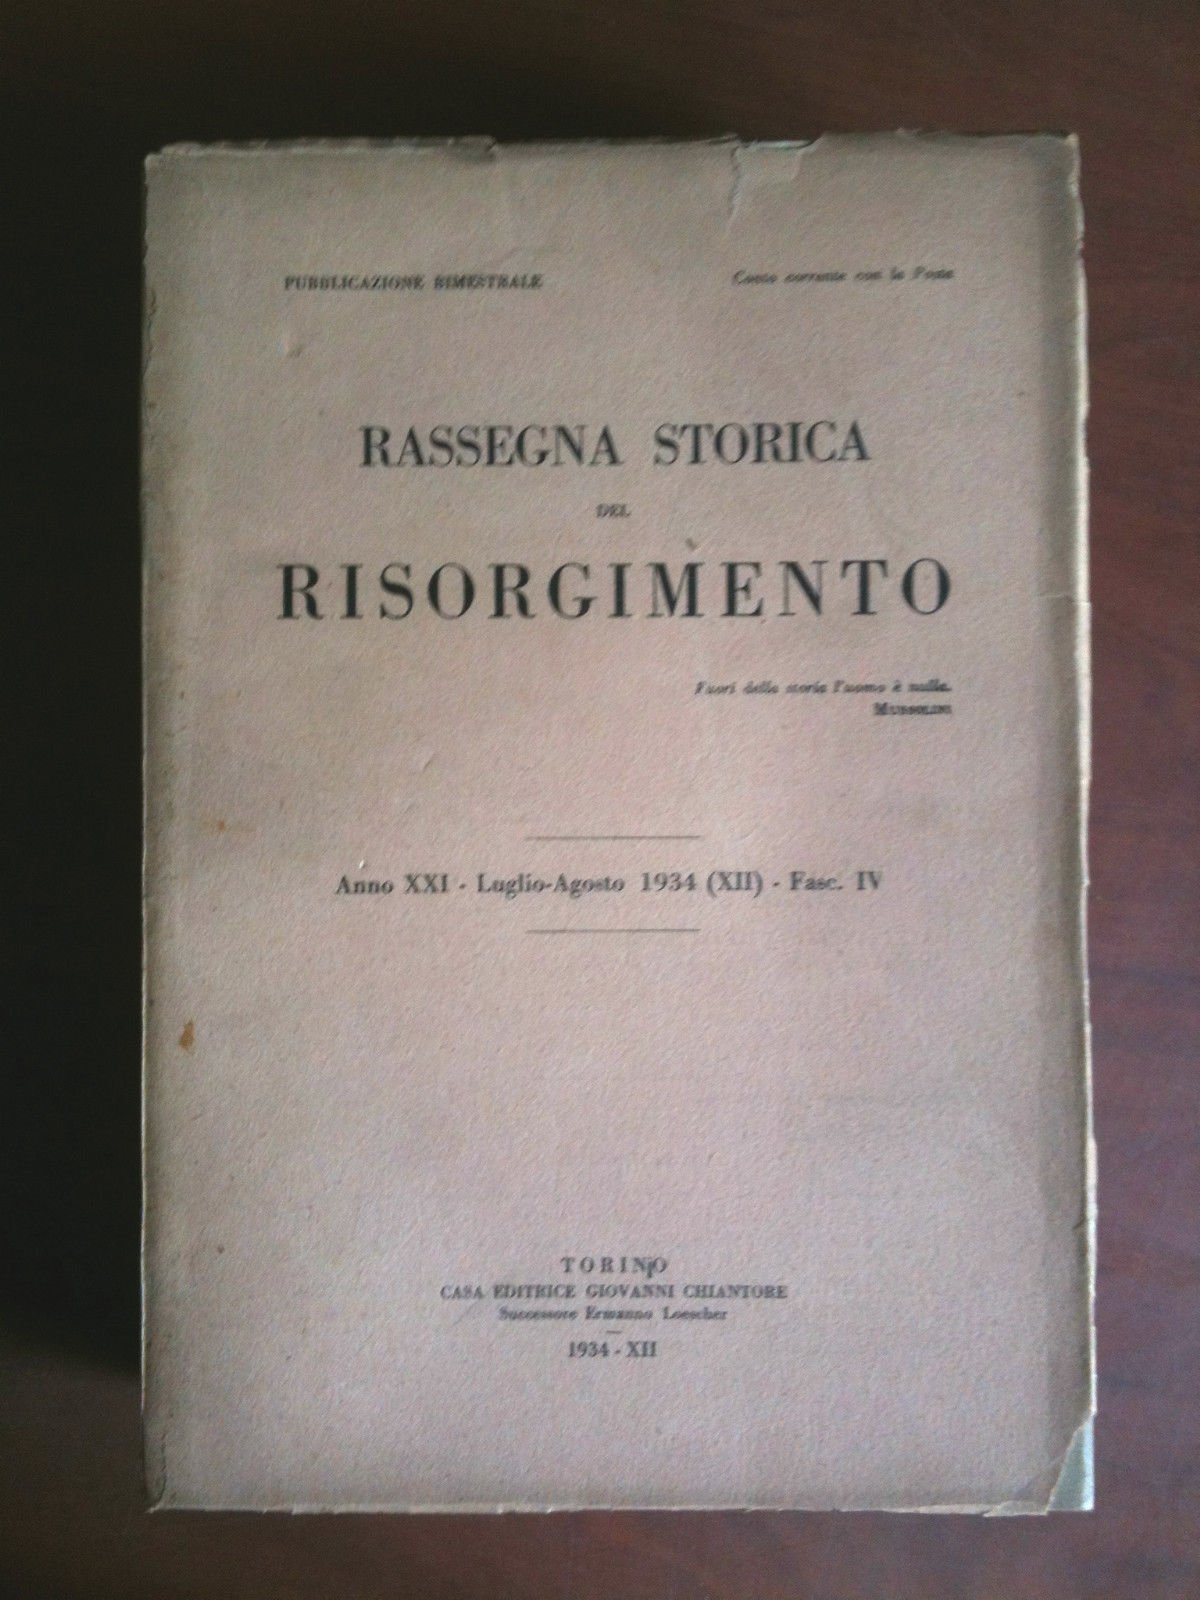 PUBBLICAZIONE BIMESTRALE
Conto corrente con la Posta
RASSEGNA STORICA
DEL
RISORGIMENTO
Fuori della storia l'uomo è nulla.
MUSSOLINI
Anno XXI - Luglio-Agosto 1934 (XII) - Fasc. IV
TORINO
CASA EDITRICE GIOVANNI CHIANTORE
Successore Ermanno Loescher
1934 - XII